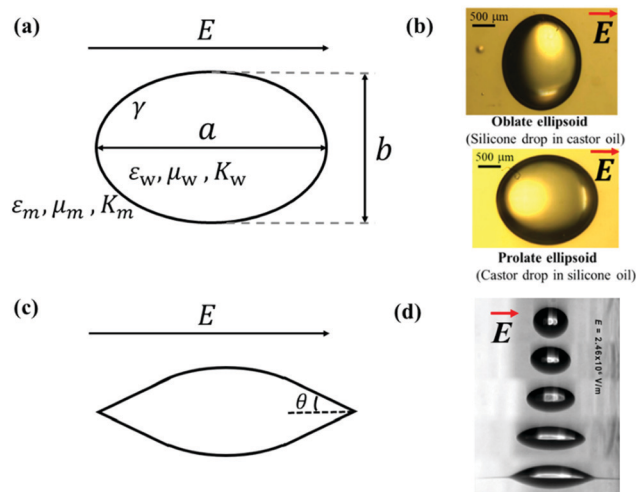 (a)
E
γ
a
b
ε_w, μ_w, K_w
ε_m, μ_m, K_m
(b)
500 μm
E
Oblate ellipsoid
(Silicone drop in castor oil)
500 μm
E
Prolate ellipsoid
(Castor drop in silicone oil)
(c)
E
θ
(d)
E